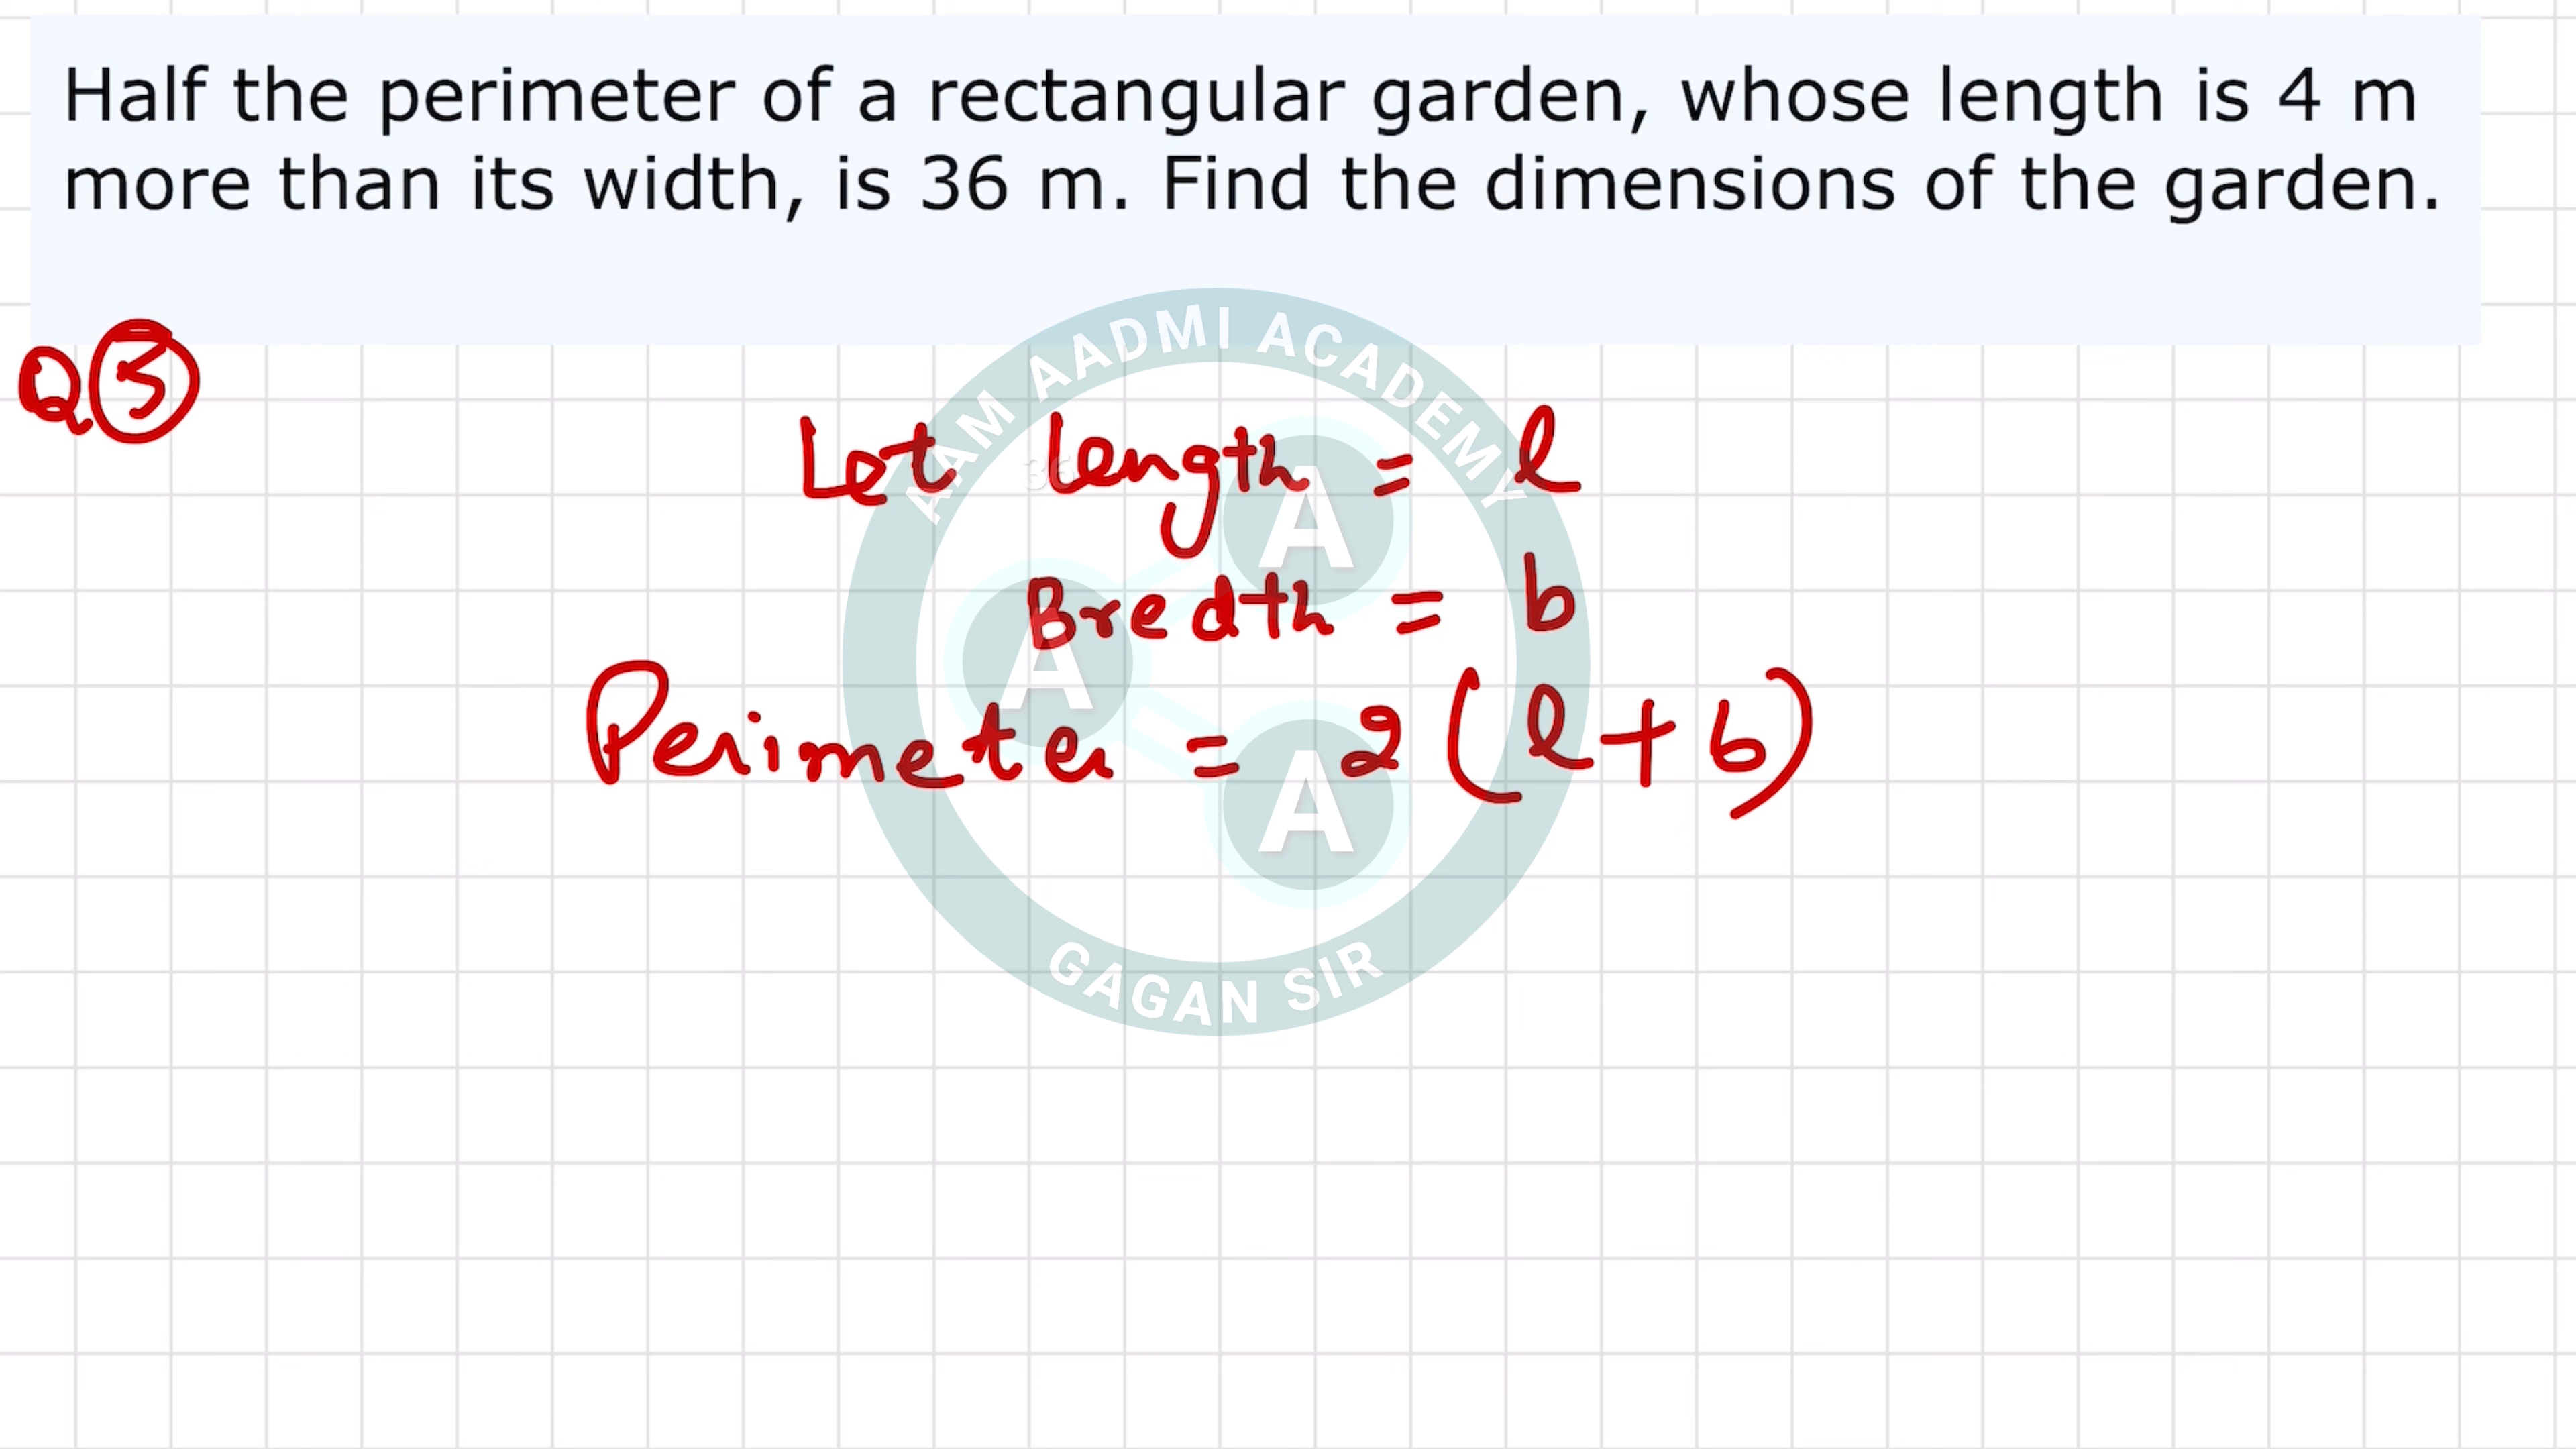 Half the perimeter of a rectangular garden, whose length is 4 m
more than its width, is 36 m. Find the dimensions of the garden.
Q5
AAM AADMI ACADEMY
Let length = l
36
A
Bredth = b
A
Perimeter = 2(l+b)
A
GAGAN SIR